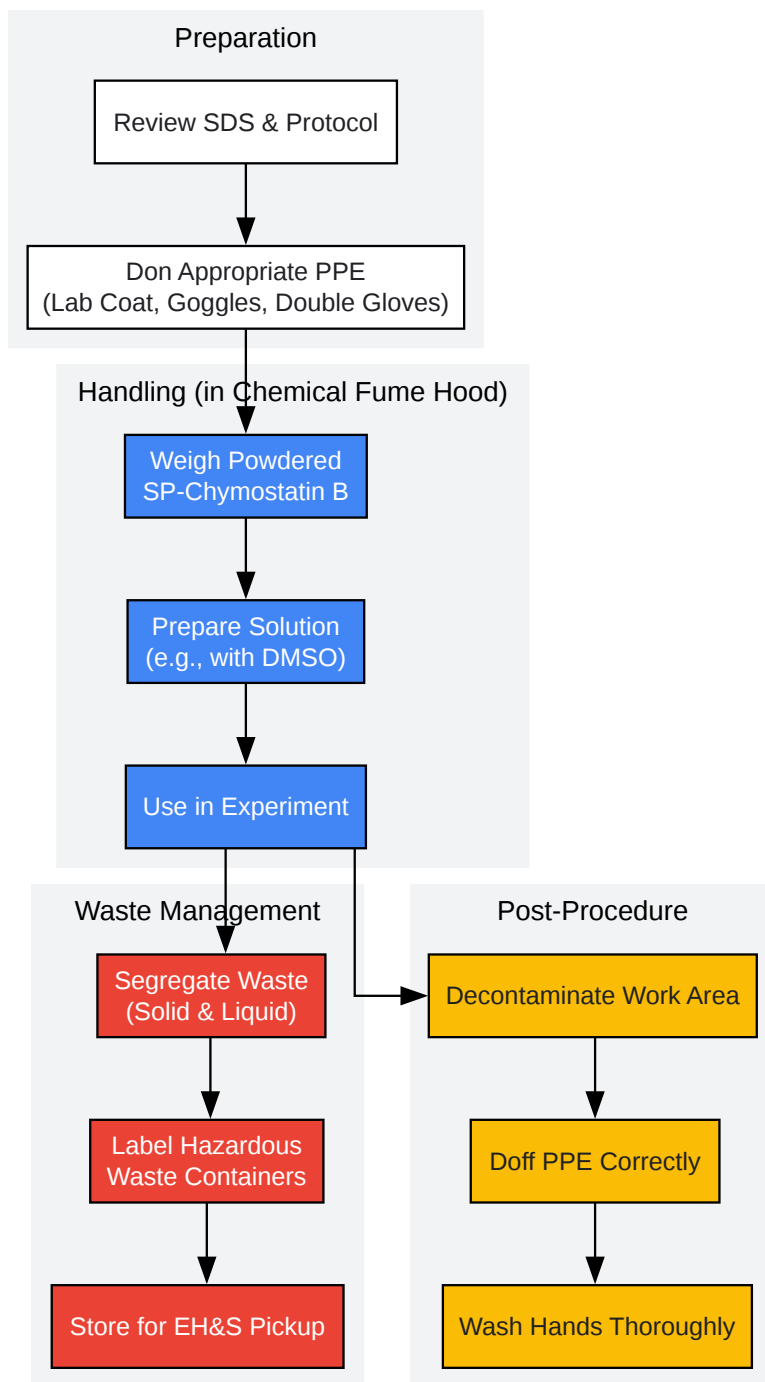 Preparation
Review SDS & Protocol
Don Appropriate PPE
(Lab Coat, Goggles, Double Gloves)
Handling (in Chemical Fume Hood)
Weigh Powdered
SP-Chymostatin B
Prepare Solution
(e.g., with DMSO)
Use in Experiment
Waste Management
Segregate Waste
(Solid & Liquid)
Label Hazardous
Waste Containers
Store for EH&S Pickup
Post-Procedure
Decontaminate Work Area
Doff PPE Correctly
Wash Hands Thoroughly